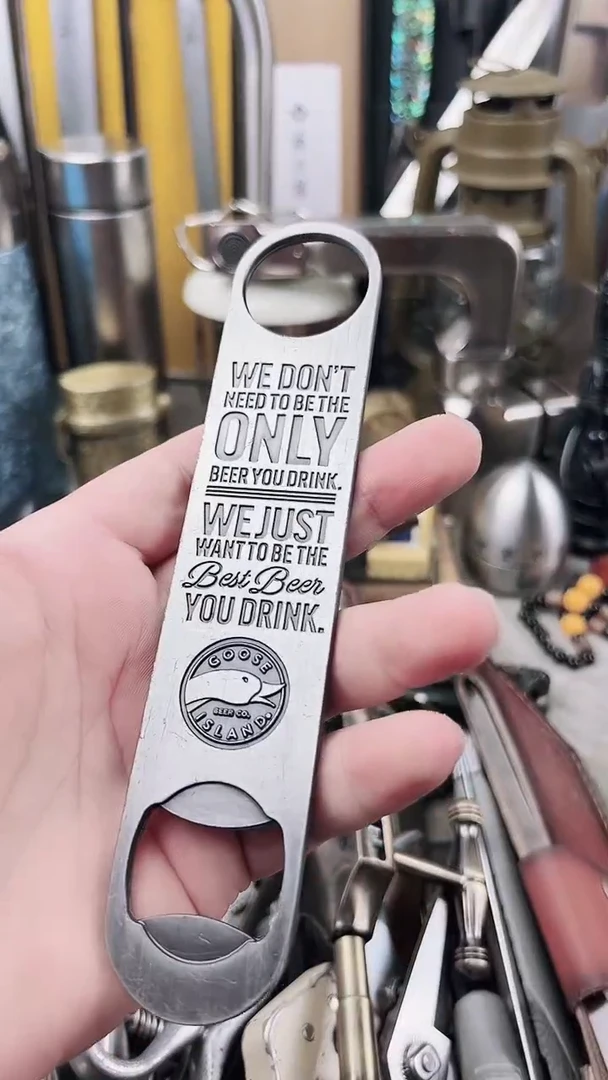 WE DON'T
NEED TO BE THE
ONLY
BEER YOU DRINK.
WE JUST
WANT TO BE THE
Best Beer
YOU DRINK.
GOOSE
BEER CO.
ISLAND